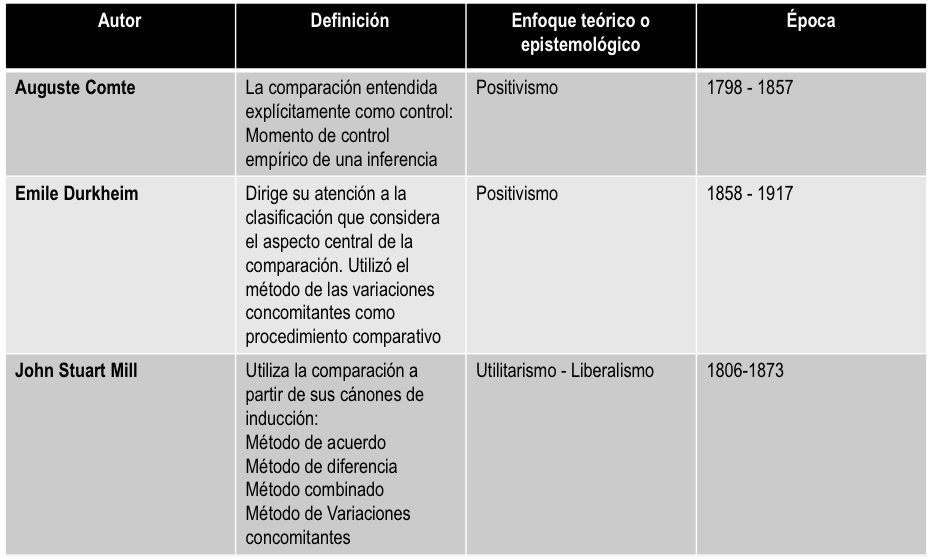 Autor
Definición
Enfoque teórico o
epistemológico
Época
Auguste Comte
La comparación entendida
explícitamente como control:
Momento de control
empírico de una inferencia
Positivismo
1798 - 1857
Emile Durkheim
Dirige su atención a la
clasificación que considera
el aspecto central de la
comparación. Utilizó el
método de las variaciones
concomitantes como
procedimiento comparativo
Positivismo
1858 - 1917
John Stuart Mill
Utiliza la comparación a
partir de sus cánones de
inducción:
Método de acuerdo
Método de diferencia
Método combinado
Método de Variaciones
concomitantes
Utilitarismo - Liberalismo
1806-1873